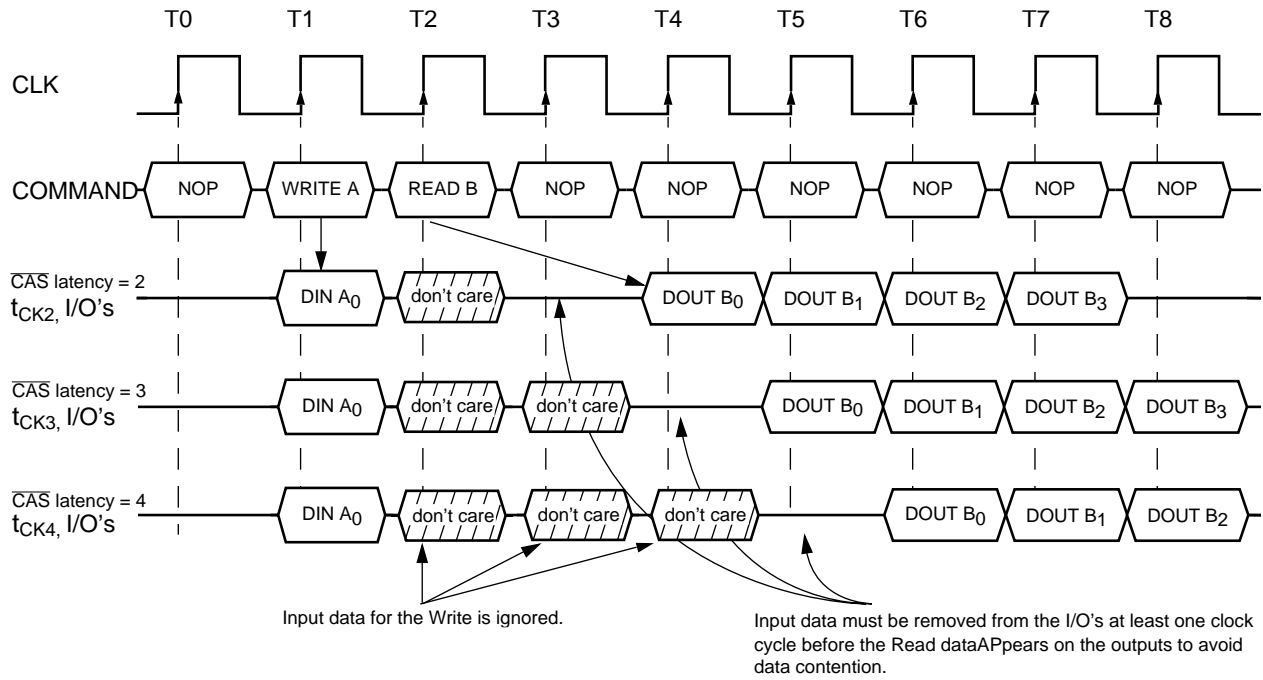 T0 T1 T2 T3 T4 T5 T6 T7 T8
CLK
COMMAND NOP WRITE A READ B NOP NOP NOP NOP NOP NOP
CAS latency = 2
tCK2, I/O's DIN A0 don't care DOUT B0 DOUT B1 DOUT B2 DOUT B3
CAS latency = 3
tCK3, I/O's DIN A0 don't care don't care DOUT B0 DOUT B1 DOUT B2 DOUT B3
CAS latency = 4
tCK4, I/O's DIN A0 don't care don't care don't care DOUT B0 DOUT B1 DOUT B2
Input data for the Write is ignored.
Input data must be removed from the I/O's at least one clock
cycle before the Read dataAPpears on the outputs to avoid
data contention.